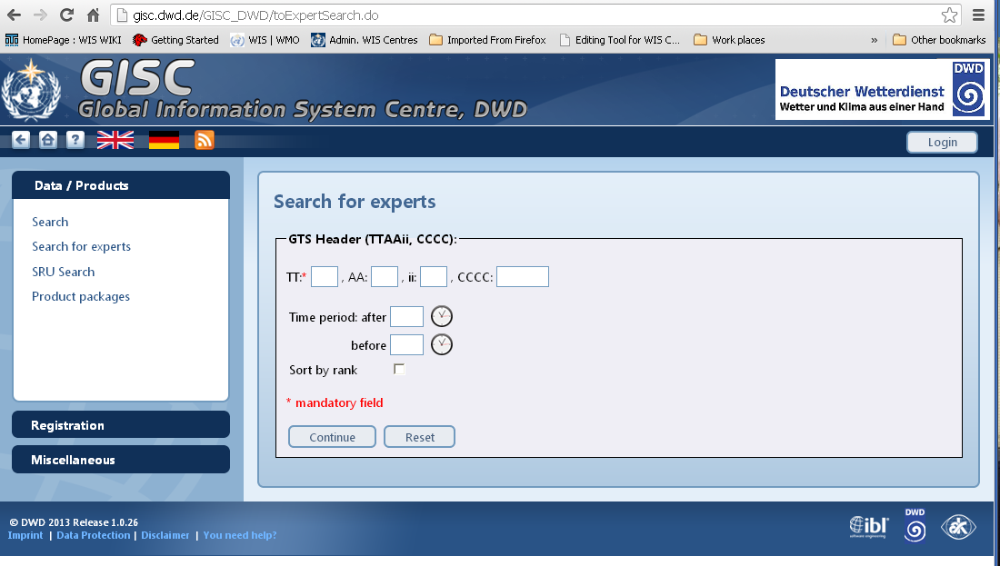 gisc.dwd.de/GISC_DWD/toExpertSearch.do
HomePage : WIS WIKI Getting Started WIS | WMO Admin. WIS Centres Imported From Firefox Editing Tool for WIS C... Work places » Other bookmarks
GISC
Global Information System Centre, DWD
DWD
Deutscher Wetterdienst
Wetter und Klima aus einer Hand
?
Login
Data / Products
Search
Search for experts
SRU Search
Product packages
Registration
Miscellaneous
Search for experts
GTS Header (TTAAii, CCCC):
TT:* , AA: , ii: , CCCC:
Time period: after
before
Sort by rank
* mandatory field
Continue Reset
© DWD 2013 Release 1.0.26
Imprint | Data Protection | Disclaimer | You need help?
ibl
software engineering
DWD